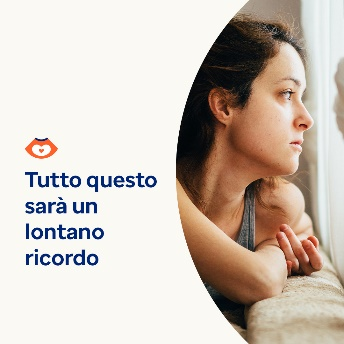 Tutto questo
sarà un
lontano
ricordo